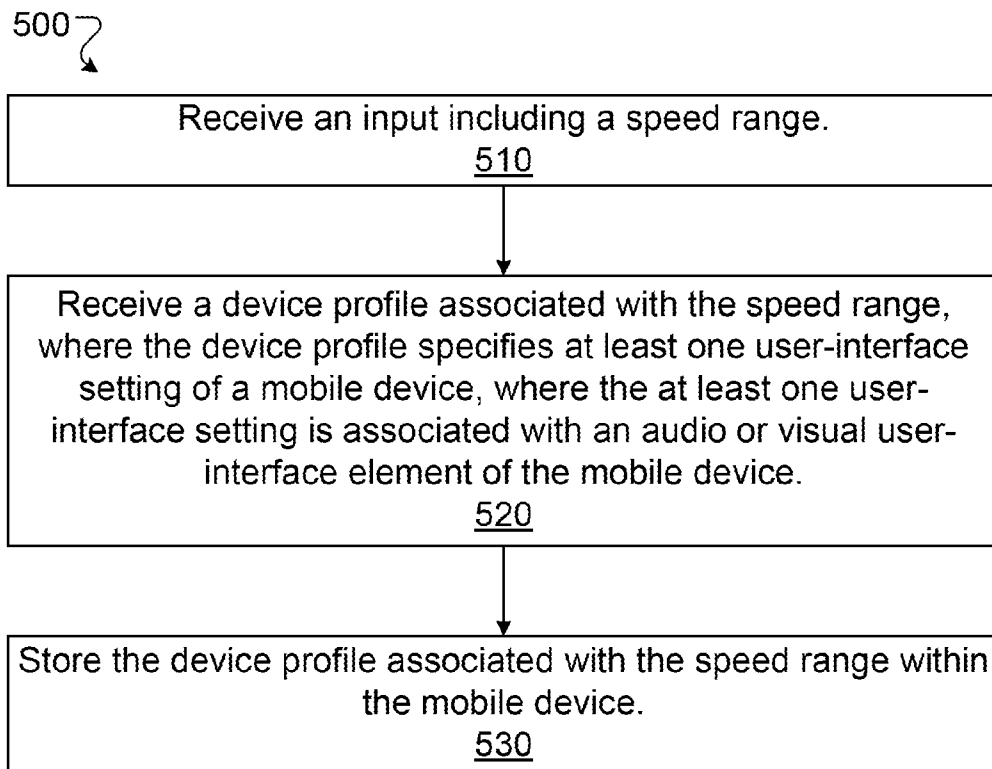 500
Receive an input including a speed range.
510
Receive a device profile associated with the speed range,
where the device profile specifies at least one user-interface
setting of a mobile device, where the at least one user-
interface setting is associated with an audio or visual user-
interface element of the mobile device.
520
Store the device profile associated with the speed range within
the mobile device.
530